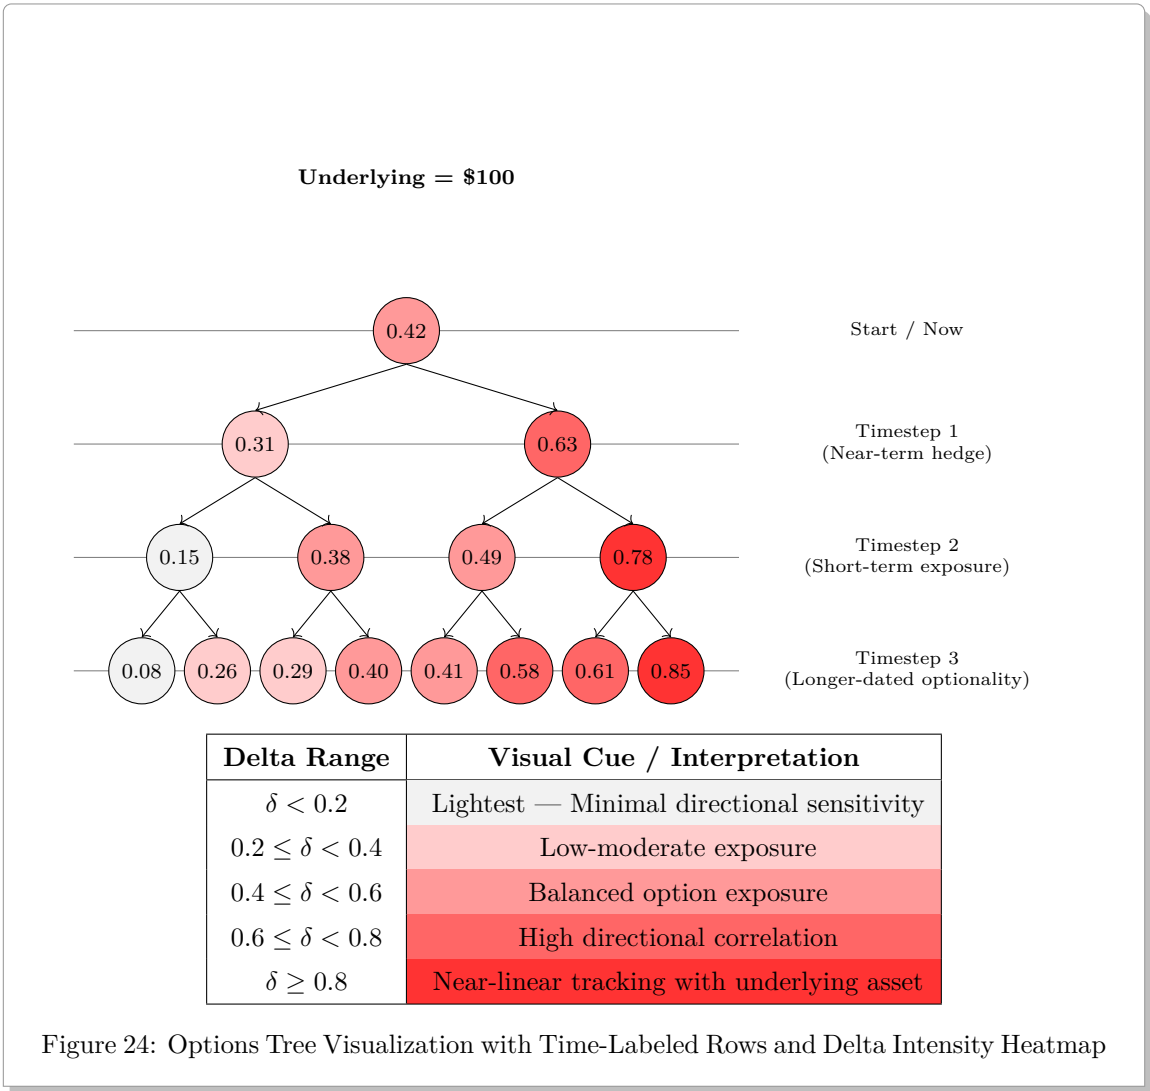 Underlying = $100
0.42
Start / Now
0.31 0.63
Timestep 1
(Near-term hedge)
0.15 0.38 0.49 0.78
Timestep 2
(Short-term exposure)
0.08 0.26 0.29 0.40 0.41 0.58 0.61 0.85
Timestep 3
(Longer-dated optionality)
Delta Range Visual Cue / Interpretation
δ < 0.2 Lightest — Minimal directional sensitivity
0.2 ≤ δ < 0.4 Low-moderate exposure
0.4 ≤ δ < 0.6 Balanced option exposure
0.6 ≤ δ < 0.8 High directional correlation
δ ≥ 0.8 Near-linear tracking with underlying asset
Figure 24: Options Tree Visualization with Time-Labeled Rows and Delta Intensity Heatmap